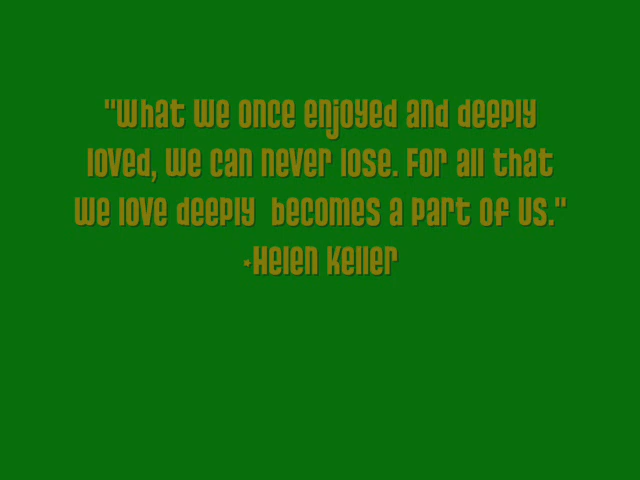 "What we once enjoyed and deeply
loved, we can never lose. For all that
we love deeply  becomes a part of us."
-Helen Keller